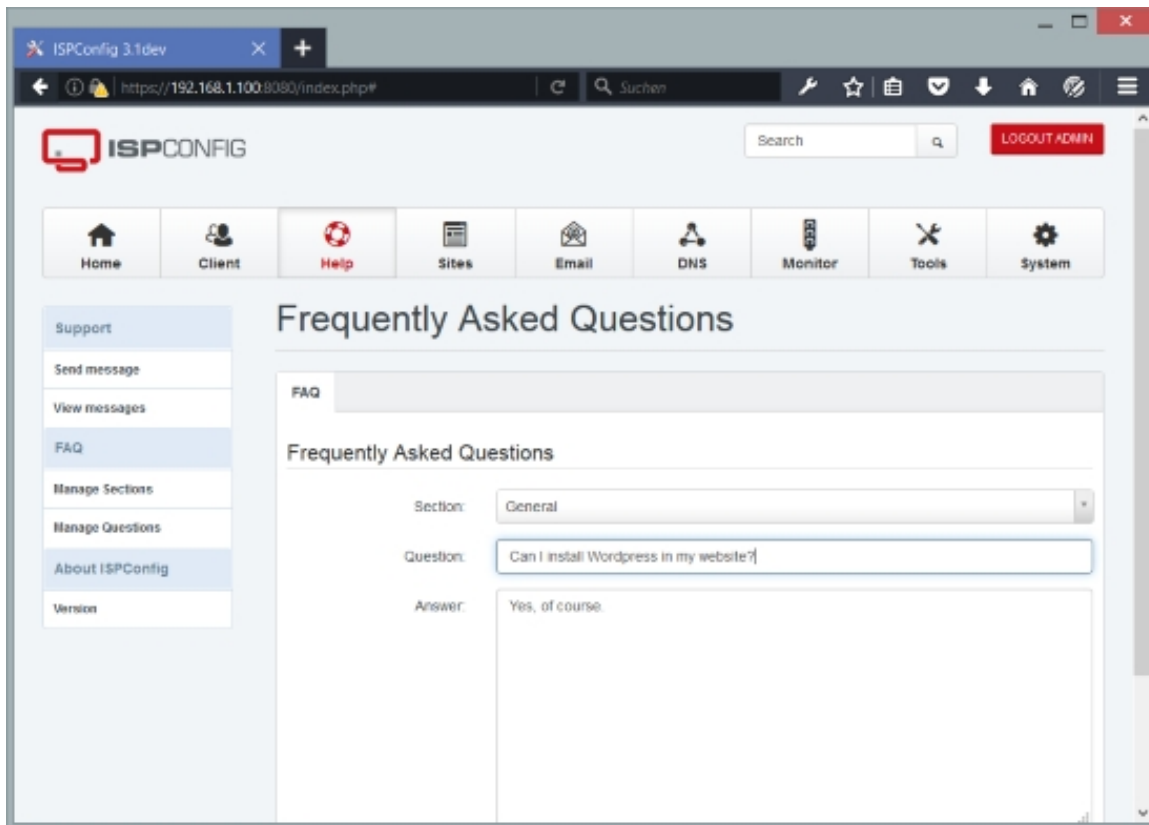 ISPConfig 3.1dev
https://192.168.1.100:8080/index.php#
Suchen
ISPCONFIG
Search
LOGOUT ADMIN
Home
Client
Help
Sites
Email
DNS
Monitor
Tools
System
Support
Send message
View messages
FAQ
Manage Sections
Manage Questions
About ISPConfig
Version
Frequently Asked Questions
FAQ
Frequently Asked Questions
Section:
General
Question:
Can I install Wordpress in my website?
Answer:
Yes, of course.